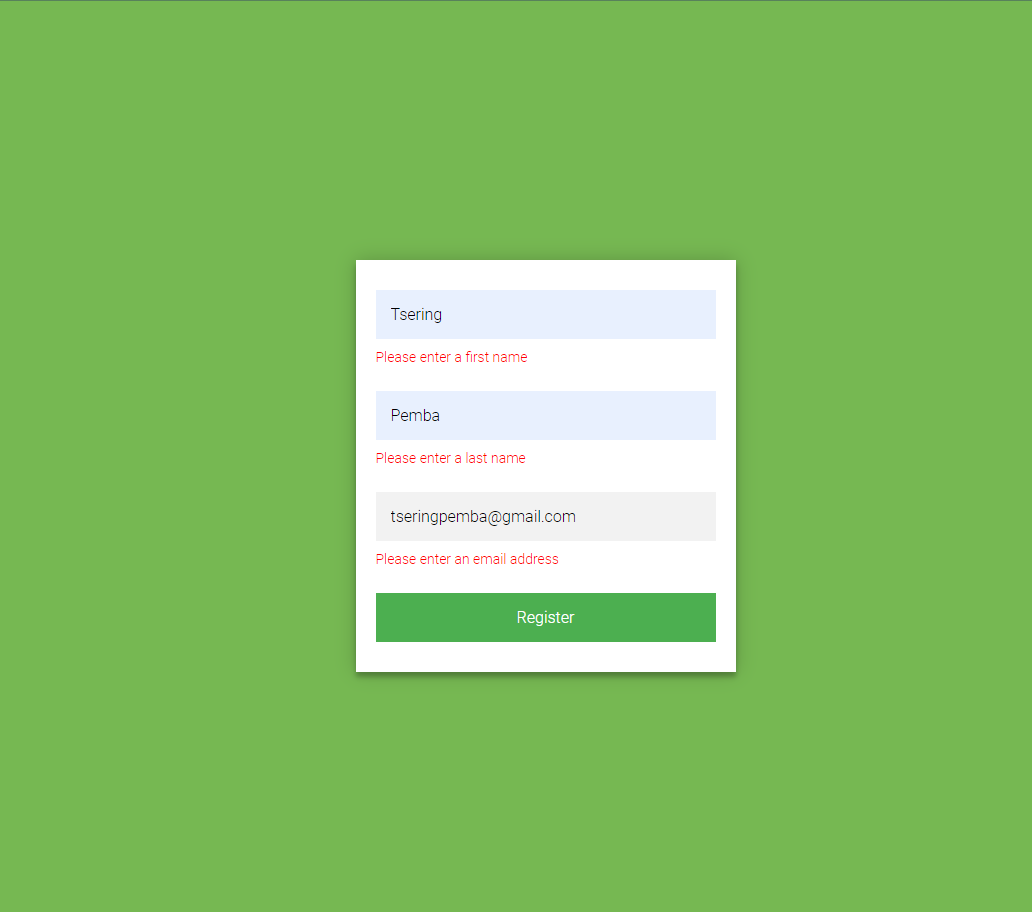 Tsering
Please enter a first name
Pemba
Please enter a last name
tseringpemba@gmail.com
Please enter an email address
Register